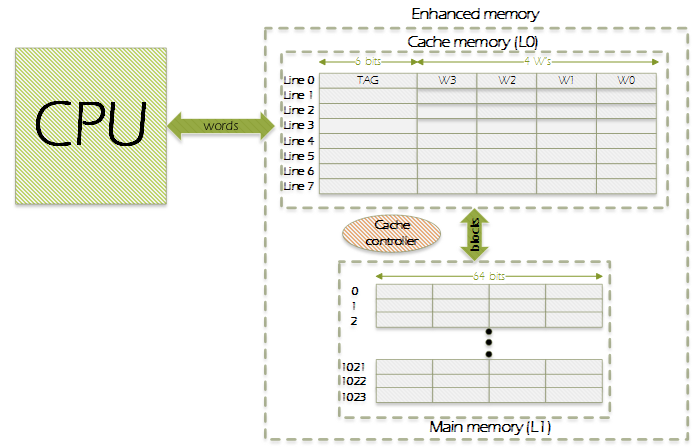 Enhanced memory
Cache memory (L0)
6 bits
4 W's
Line 0 TAG W3 W2 W1 W0
Line 1
Line 2
Line 3
Line 4
Line 5
Line 6
Line 7
CPU
words
Cache
controller
blocks
64 bits
0
1
2
1021
1022
1023
Main memory (L1)